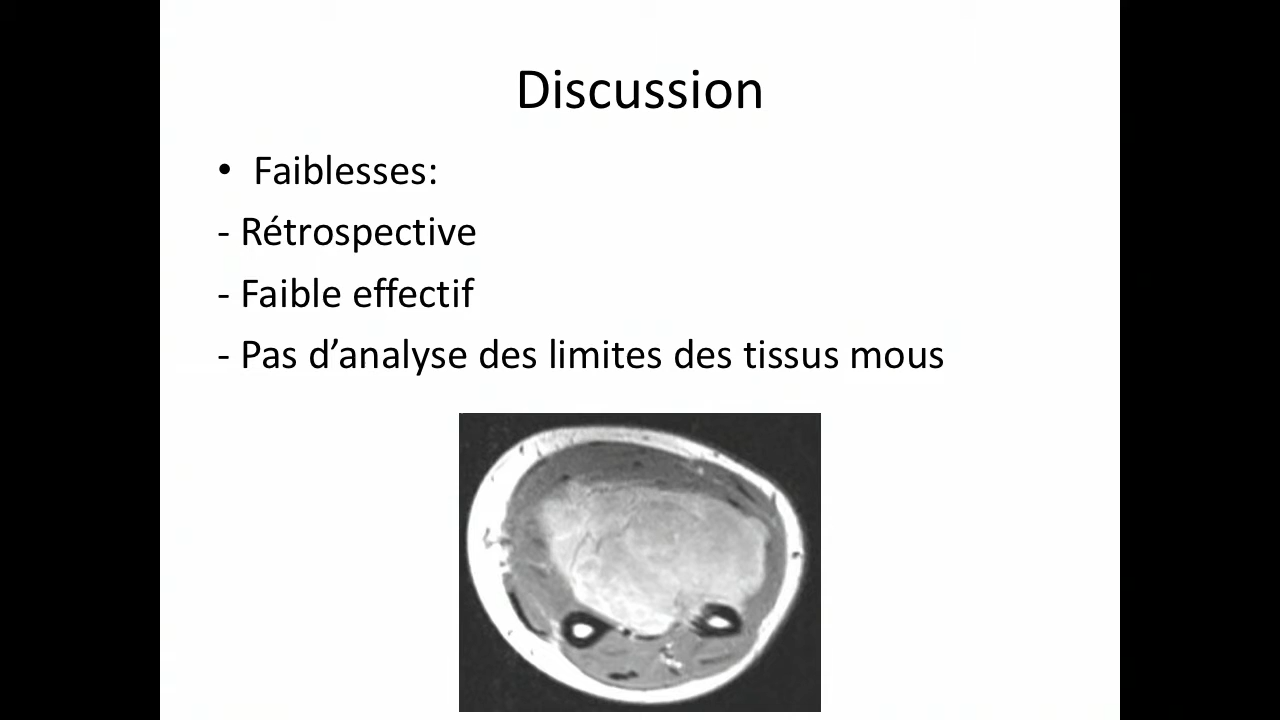 Discussion
• Faiblesses:
- Rétrospective
- Faible effectif
- Pas d’analyse des limites des tissus mous